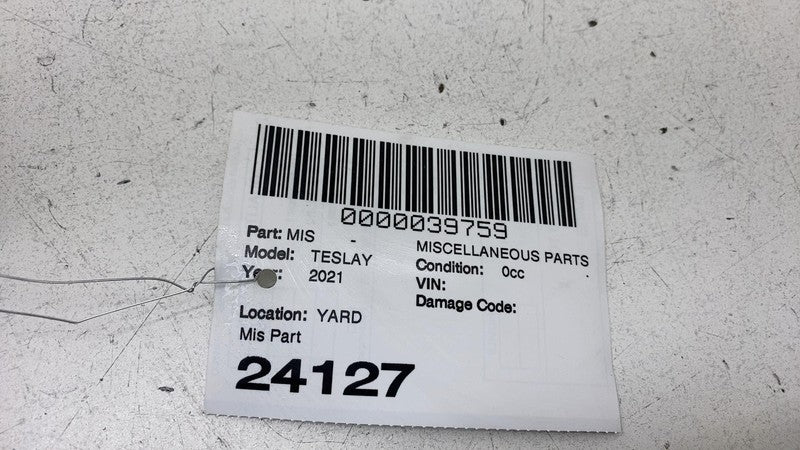 0000039759
Part: MIS - MISCELLANEOUS PARTS
Model: TESLAY Condition: 0cc .
Year: 2021 VIN:
Damage Code:
Location: YARD
Mis Part
24127